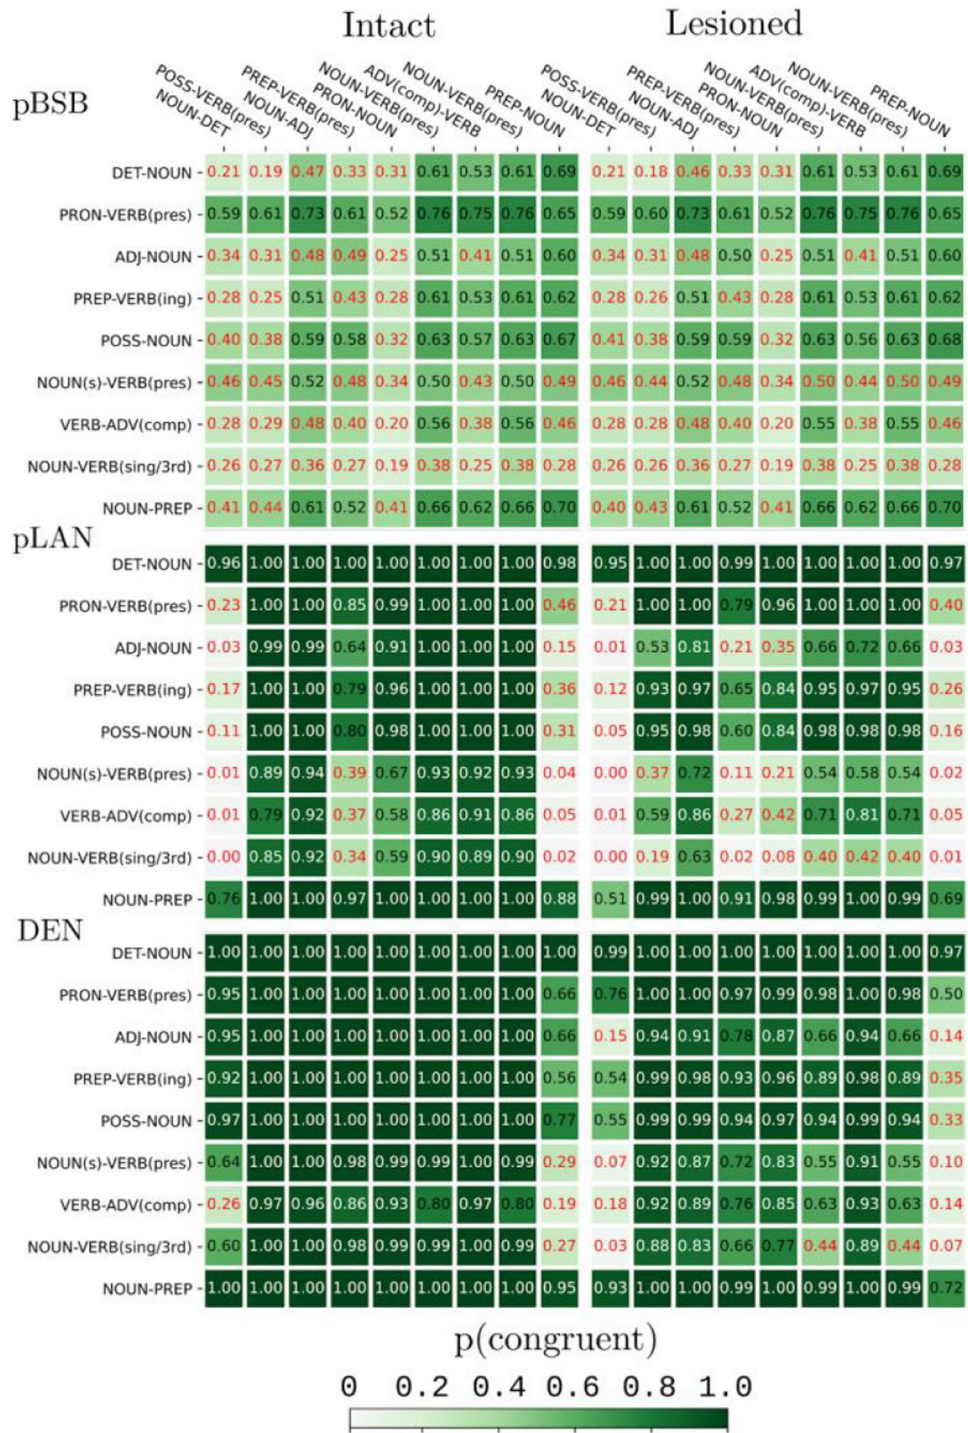 Intact Lesioned
POSS-VERB(pres) PREP-VERB(pres) NOUN-VERB(pres) ADV(comp)-VERB NOUN-VERB(pres) POSS-VERB(pres) PREP-VERB(pres) NOUN-VERB(pres) ADV(comp)-VERB NOUN-VERB(pres)
pBSB NOUN-DET NOUN-ADJ PRON-NOUN PREP-NOUN NOUN-DET NOUN-ADJ PRON-NOUN PREP-NOUN
DET-NOUN 0.21 0.19 0.47 0.33 0.31 0.61 0.53 0.61 0.69 0.21 0.18 0.46 0.33 0.31 0.61 0.53 0.61 0.69
PRON-VERB(pres) 0.59 0.61 0.73 0.61 0.52 0.76 0.75 0.76 0.65 0.59 0.60 0.73 0.61 0.52 0.76 0.75 0.76 0.65
ADJ-NOUN 0.34 0.31 0.48 0.49 0.25 0.51 0.41 0.51 0.60 0.34 0.31 0.48 0.50 0.25 0.51 0.41 0.51 0.60
PREP-VERB(ing) 0.28 0.25 0.51 0.43 0.28 0.61 0.53 0.61 0.62 0.28 0.26 0.51 0.43 0.28 0.61 0.53 0.61 0.62
POSS-NOUN 0.40 0.38 0.59 0.58 0.32 0.63 0.57 0.63 0.67 0.41 0.38 0.59 0.59 0.32 0.63 0.56 0.63 0.68
NOUN(s)-VERB(pres) 0.46 0.45 0.52 0.48 0.34 0.50 0.43 0.50 0.49 0.46 0.44 0.52 0.48 0.34 0.50 0.44 0.50 0.49
VERB-ADV(comp) 0.28 0.29 0.48 0.40 0.20 0.56 0.38 0.56 0.46 0.28 0.28 0.48 0.40 0.20 0.55 0.38 0.55 0.46
NOUN-VERB(sing/3rd) 0.26 0.27 0.36 0.27 0.19 0.38 0.25 0.38 0.28 0.26 0.26 0.36 0.27 0.19 0.38 0.25 0.38 0.28
NOUN-PREP 0.41 0.44 0.61 0.52 0.41 0.66 0.62 0.66 0.70 0.40 0.43 0.61 0.52 0.41 0.66 0.62 0.66 0.70
pLAN
DET-NOUN 0.96 1.00 1.00 1.00 1.00 1.00 1.00 1.00 0.98 0.95 1.00 1.00 0.99 1.00 1.00 1.00 1.00 0.97
PRON-VERB(pres) 0.23 1.00 1.00 0.85 0.99 1.00 1.00 1.00 0.46 0.21 1.00 1.00 0.79 0.96 1.00 1.00 1.00 0.40
ADJ-NOUN 0.03 0.99 0.99 0.64 0.91 1.00 1.00 1.00 0.15 0.01 0.53 0.81 0.21 0.35 0.66 0.72 0.66 0.03
PREP-VERB(ing) 0.17 1.00 1.00 0.79 0.96 1.00 1.00 1.00 0.36 0.12 0.93 0.97 0.65 0.84 0.95 0.97 0.95 0.26
POSS-NOUN 0.11 1.00 1.00 0.80 0.98 1.00 1.00 1.00 0.31 0.05 0.95 0.98 0.60 0.84 0.98 0.98 0.98 0.16
NOUN(s)-VERB(pres) 0.01 0.89 0.94 0.39 0.67 0.93 0.92 0.93 0.04 0.00 0.37 0.72 0.11 0.21 0.54 0.58 0.54 0.02
VERB-ADV(comp) 0.01 0.79 0.92 0.37 0.58 0.86 0.91 0.86 0.05 0.01 0.59 0.86 0.27 0.42 0.71 0.81 0.71 0.05
NOUN-VERB(sing/3rd) 0.00 0.85 0.92 0.34 0.59 0.90 0.89 0.90 0.02 0.00 0.19 0.63 0.02 0.08 0.40 0.42 0.40 0.01
NOUN-PREP 0.76 1.00 1.00 0.97 1.00 1.00 1.00 1.00 0.88 0.51 0.99 1.00 0.91 0.98 0.99 1.00 0.99 0.69
DEN
DET-NOUN 1.00 1.00 1.00 1.00 1.00 1.00 1.00 1.00 1.00 0.99 1.00 1.00 1.00 1.00 1.00 1.00 1.00 0.97
PRON-VERB(pres) 0.95 1.00 1.00 1.00 1.00 1.00 1.00 1.00 0.66 0.76 1.00 1.00 0.97 0.99 0.98 1.00 0.98 0.50
ADJ-NOUN 0.95 1.00 1.00 1.00 1.00 1.00 1.00 1.00 0.66 0.15 0.94 0.91 0.78 0.87 0.66 0.94 0.66 0.14
PREP-VERB(ing) 0.92 1.00 1.00 1.00 1.00 1.00 1.00 1.00 0.56 0.54 0.99 0.98 0.93 0.96 0.89 0.98 0.89 0.35
POSS-NOUN 0.97 1.00 1.00 1.00 1.00 1.00 1.00 1.00 0.77 0.55 0.99 0.99 0.94 0.97 0.94 0.99 0.94 0.33
NOUN(s)-VERB(pres) 0.64 1.00 1.00 0.98 0.99 0.99 1.00 0.99 0.29 0.07 0.92 0.87 0.72 0.83 0.55 0.91 0.55 0.10
VERB-ADV(comp) 0.26 0.97 0.96 0.86 0.93 0.80 0.97 0.80 0.19 0.18 0.92 0.89 0.76 0.85 0.63 0.93 0.63 0.14
NOUN-VERB(sing/3rd) 0.60 1.00 1.00 0.98 0.99 0.99 1.00 0.99 0.27 0.03 0.88 0.83 0.66 0.77 0.44 0.89 0.44 0.07
NOUN-PREP 1.00 1.00 1.00 1.00 1.00 1.00 1.00 1.00 0.95 0.93 1.00 1.00 0.99 1.00 0.99 1.00 0.99 0.72
p(congruent)
0 0.2 0.4 0.6 0.8 1.0